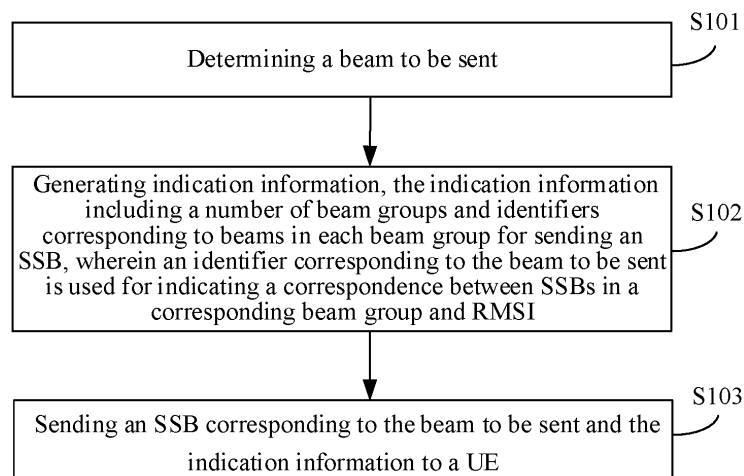 S101
Determining a beam to be sent
Generating indication information, the indication information
including a number of beam groups and identifiers
corresponding to beams in each beam group for sending an
SSB, wherein an identifier corresponding to the beam to be sent
is used for indicating a correspondence between SSBs in a
corresponding beam group and RMSI
S102
S103
Sending an SSB corresponding to the beam to be sent and the
indication information to a UE